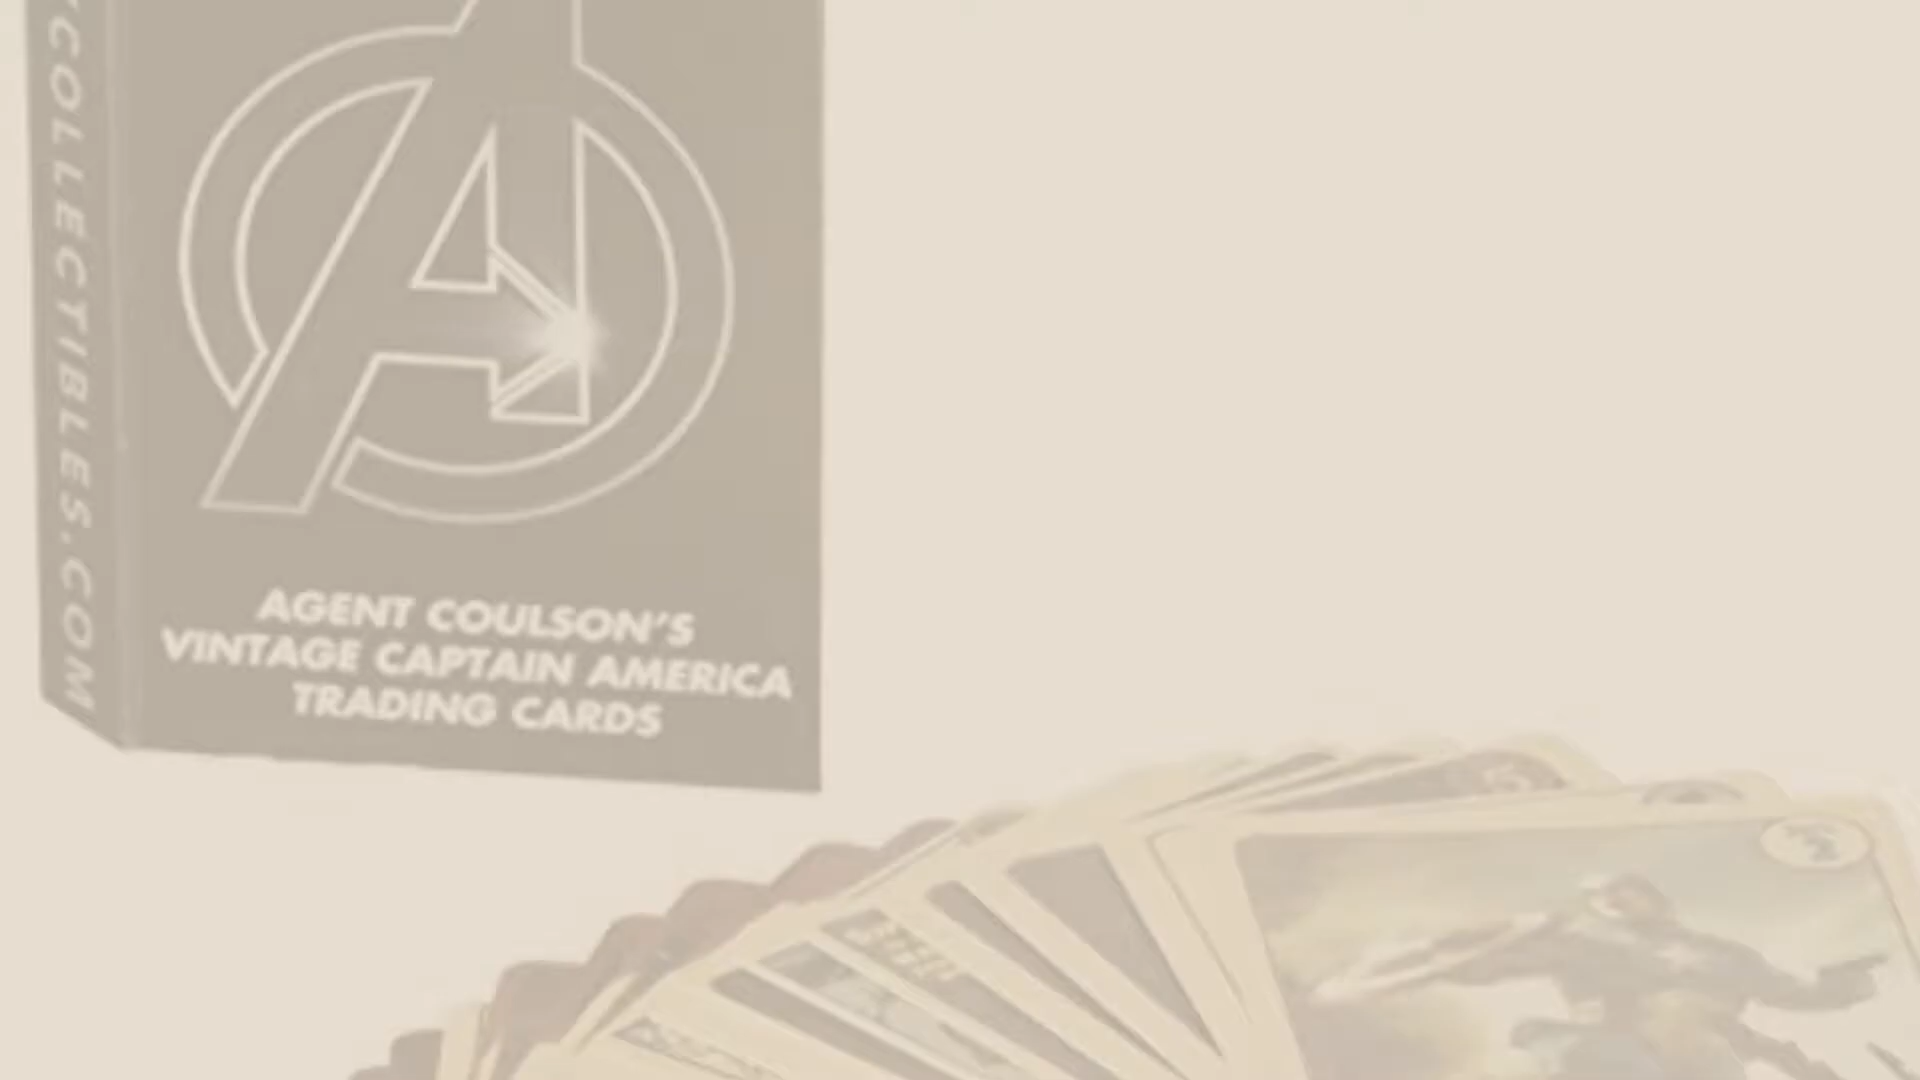 COLLECTIBLES.COM
AGENT COULSON'S
VINTAGE CAPTAIN AMERICA
TRADING CARDS